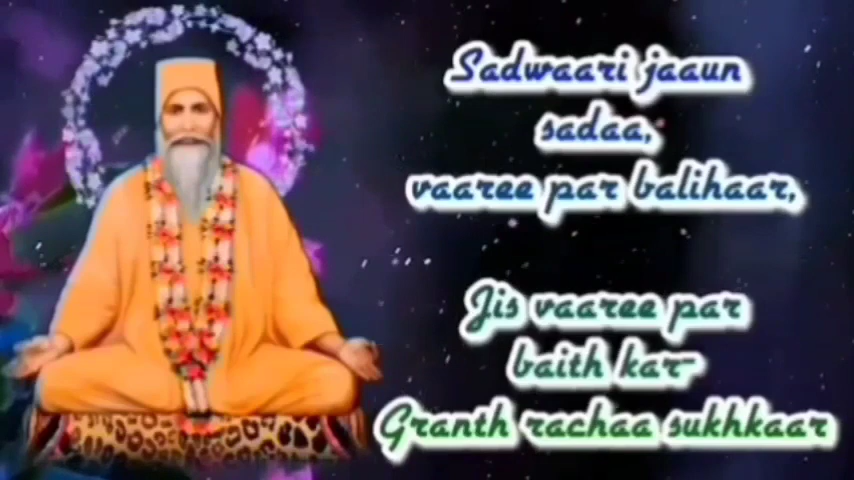 Sadwaari jaaun
sadaa,
vaaree par balihaar,
Jis vaaree par
baith kar-
Granth rachaa sukhkaar